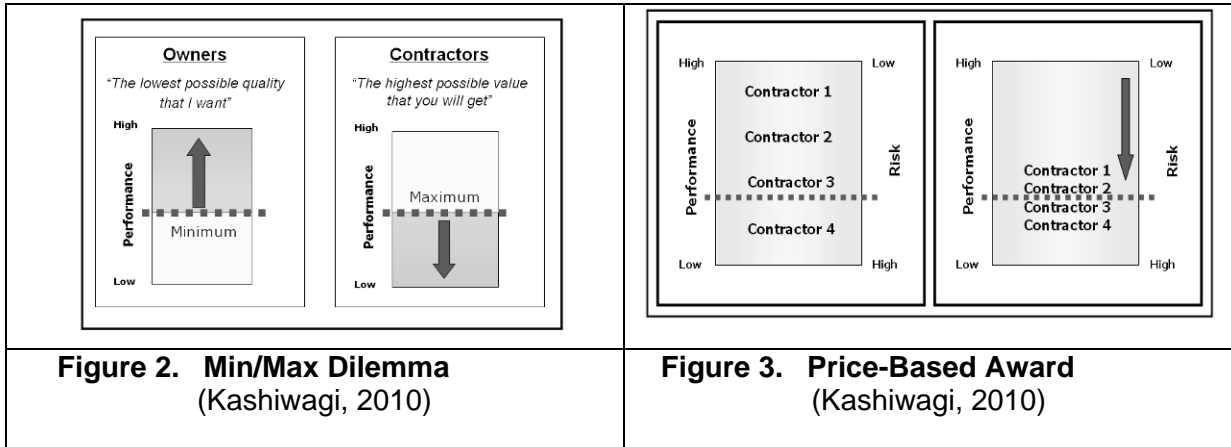 Owners
"The lowest possible quality
that I want"
High
Performance
Minimum
Low
Contractors
"The highest possible value
that you will get"
High
Performance
Maximum
Low
High
Low
Performance
Contractor 1
Contractor 2
Contractor 3
Contractor 4
Risk
Low
High
High
Low
Performance
Contractor 1
Contractor 2
Contractor 3
Contractor 4
Risk
Low
High
Figure 2. Min/Max Dilemma
(Kashiwagi, 2010)
Figure 3. Price-Based Award
(Kashiwagi, 2010)